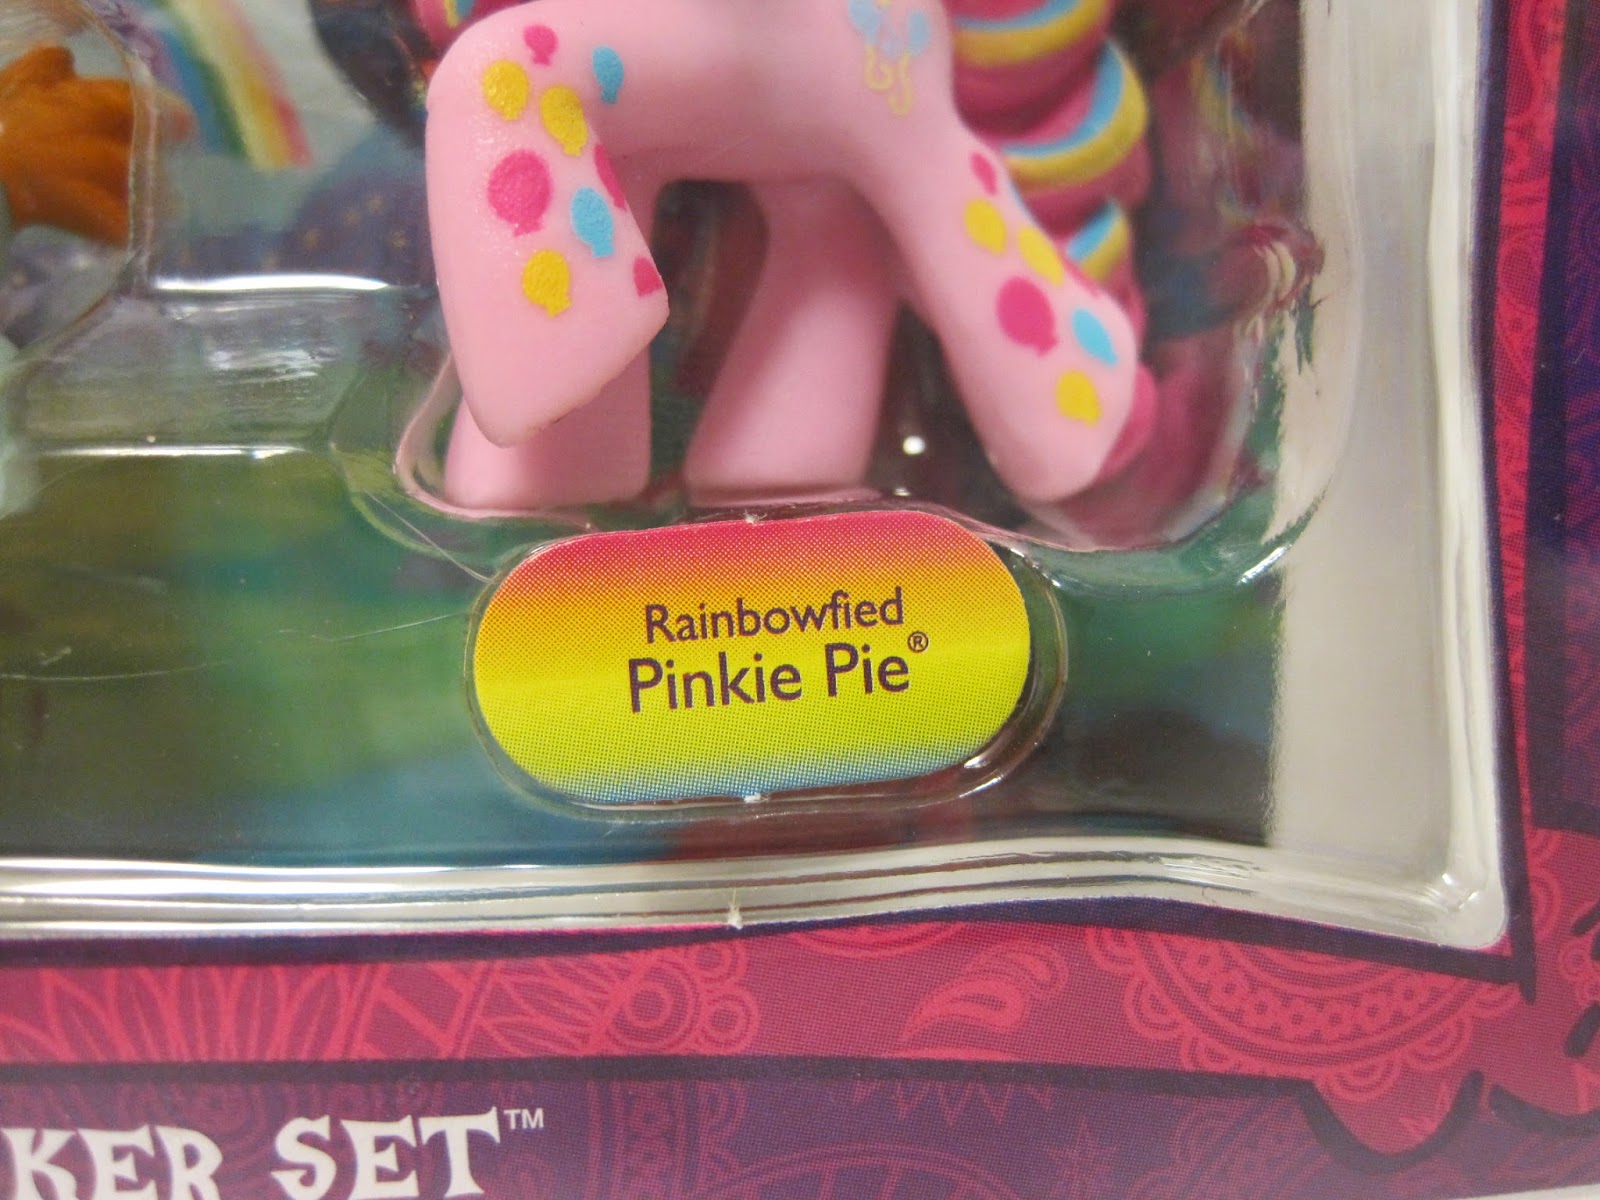 Rainbowfied
Pinkie Pie®
KER SET™